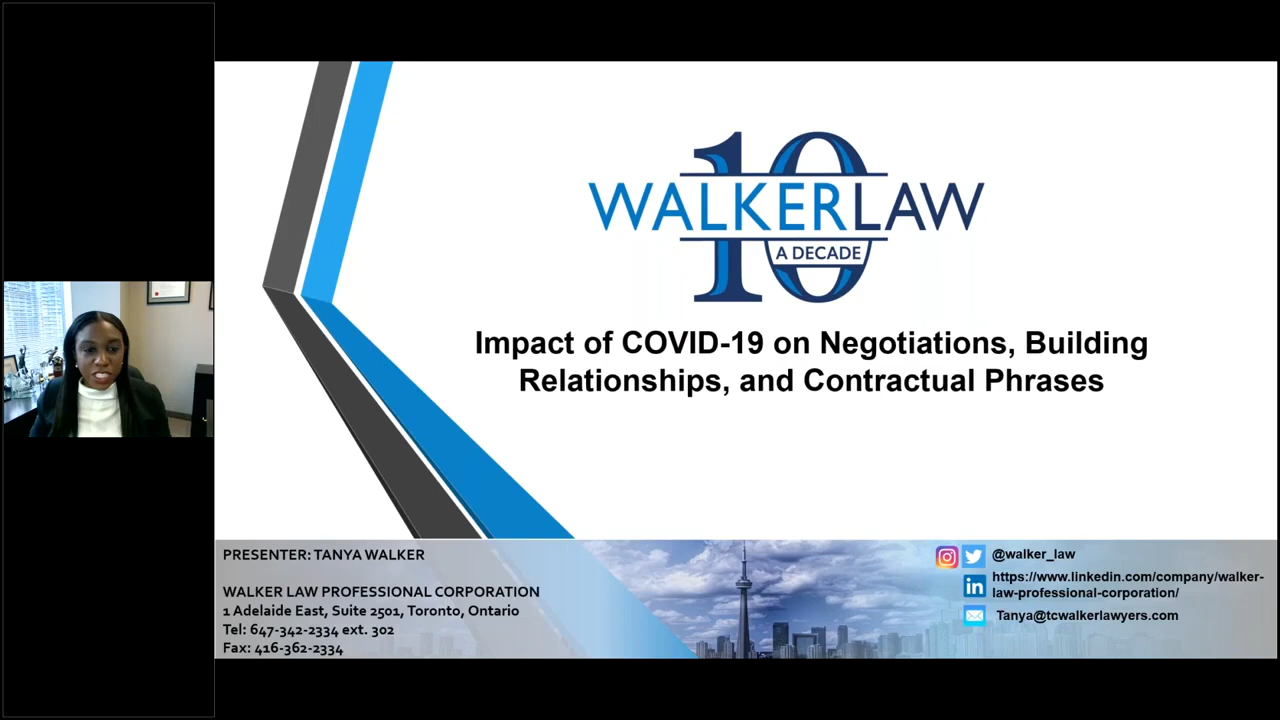 10
WALKERLAW
A DECADE
Impact of COVID-19 on Negotiations, Building
Relationships, and Contractual Phrases
PRESENTER: TANYA WALKER
WALKER LAW PROFESSIONAL CORPORATION
1 Adelaide East, Suite 2501, Toronto, Ontario
Tel: 647-342-2334 ext. 302
Fax: 416-362-2334
@walker_law
in
https://www.linkedin.com/company/walker-
law-professional-corporation/
Tanya@tcwalkerlawyers.com